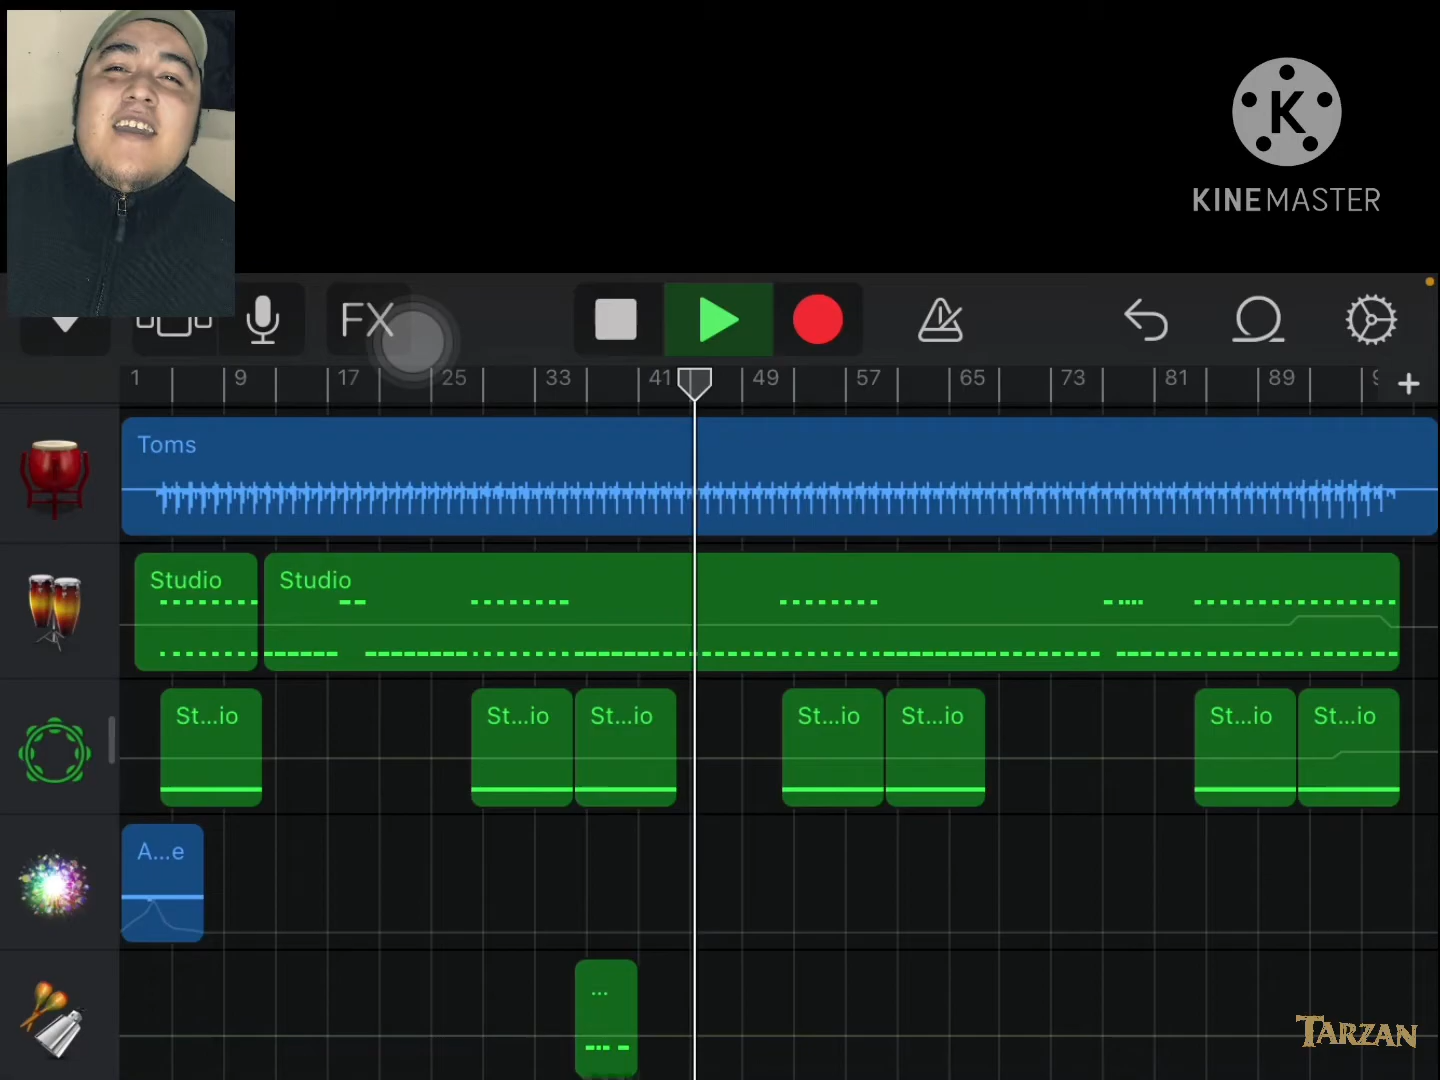 K
KINEMASTER
FX
1 9 17 25 33 41 49 57 65 73 81 89
Toms
Studio Studio
St...io St...io St...io St...io St...io St...io St...io
A...e
...
TARZAN